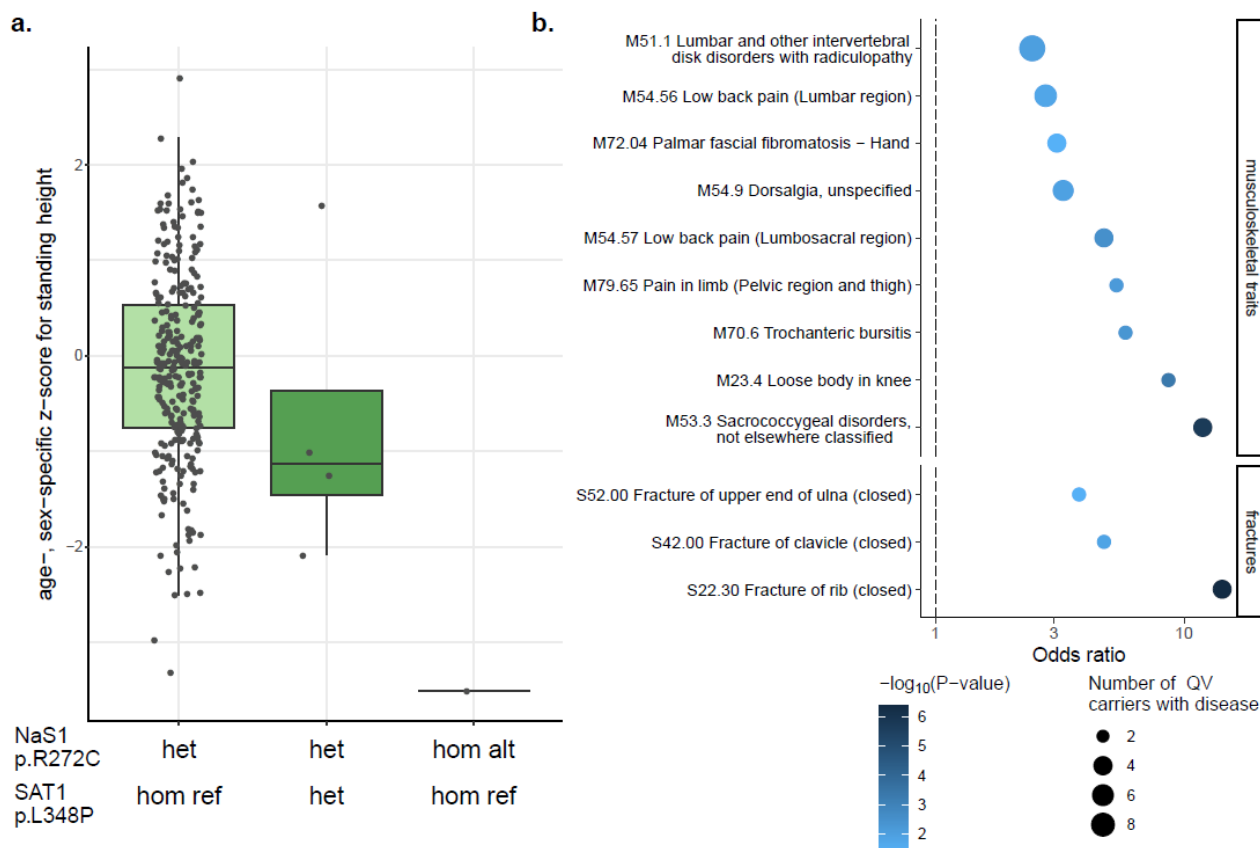 a.
age-, sex-specific z-score for standing height
2
0
−2
NaS1
p.R272C
het
het
hom alt
SAT1
p.L348P
hom ref
het
hom ref
b.
M51.1 Lumbar and other intervertebral
disk disorders with radiculopathy
M54.56 Low back pain (Lumbar region)
M72.04 Palmar fascial fibromatosis − Hand
M54.9 Dorsalgia, unspecified
M54.57 Low back pain (Lumbosacral region)
M79.65 Pain in limb (Pelvic region and thigh)
M70.6 Trochanteric bursitis
M23.4 Loose body in knee
M53.3 Sacrococcygeal disorders,
not elsewhere classified
musculoskeletal traits
S52.00 Fracture of upper end of ulna (closed)
S42.00 Fracture of clavicle (closed)
S22.30 Fracture of rib (closed)
fractures
1
3
10
Odds ratio
−log10(P-value)
6
5
4
3
2
Number of QV
carriers with disease
2
4
6
8